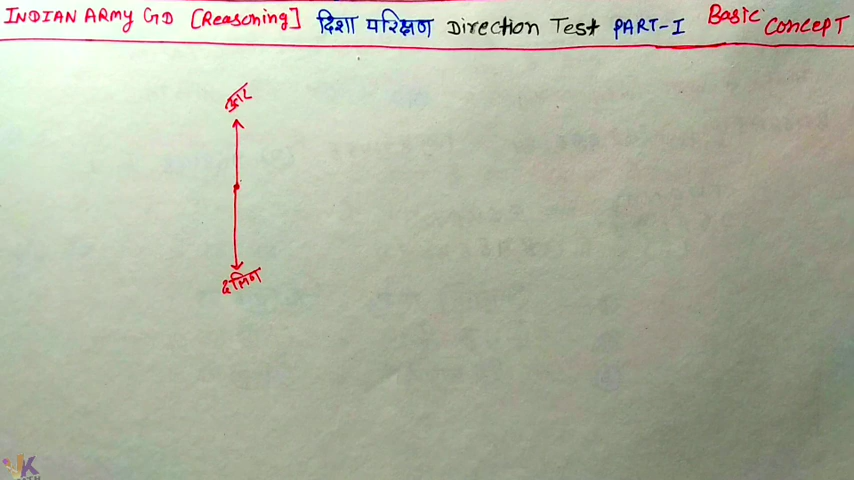 INDIAN ARMY GD [Reasoning] दिशा परिक्षण Direction Test PART-I Basic Concept
उत्तर
दक्षिण